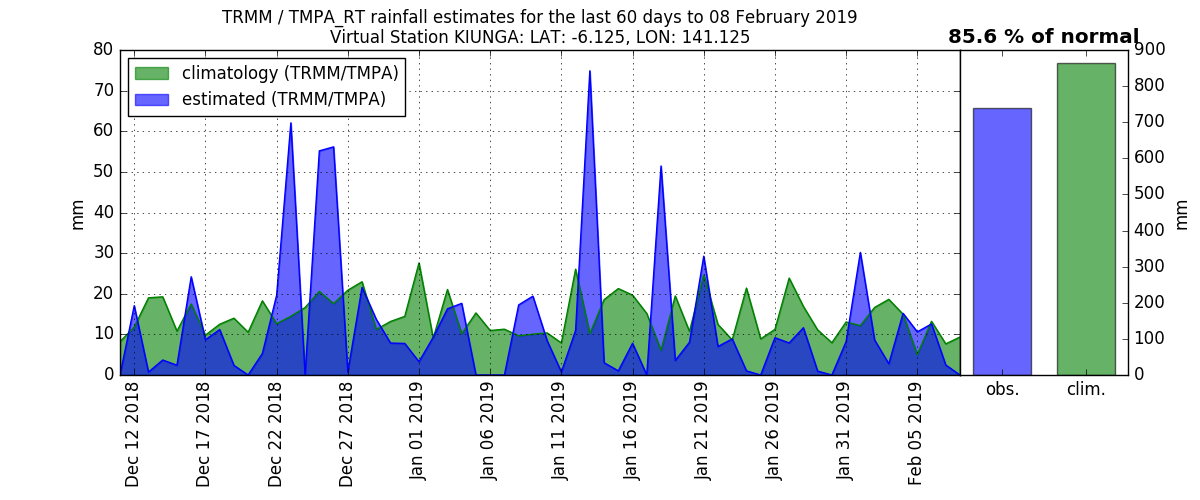 TRMM / TMPA_RT rainfall estimates for the last 60 days to 08 February 2019
Virtual Station KIUNGA: LAT: -6.125, LON: 141.125
85.6 % of normal
climatology (TRMM/TMPA)
estimated (TRMM/TMPA)
80
70
60
50
40
30
20
10
0
mm
Dec 12 2018
Dec 17 2018
Dec 22 2018
Dec 27 2018
Jan 01 2019
Jan 06 2019
Jan 11 2019
Jan 16 2019
Jan 21 2019
Jan 26 2019
Jan 31 2019
Feb 05 2019
obs.
clim.
900
800
700
600
500
400
300
200
100
0
mm